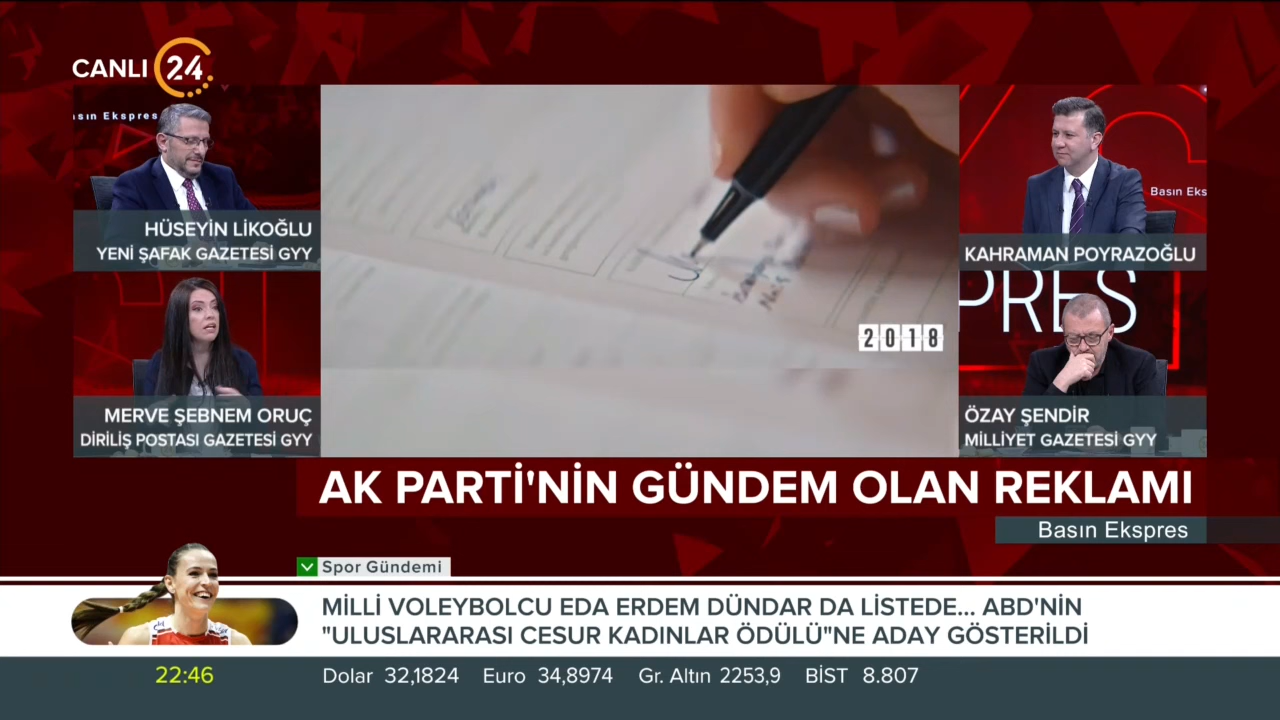 CANLI 24
asın Ekspres
HÜSEYİN LİKOĞLU
YENİ ŞAFAK GAZETESİ GYY
Basın Eks
KAHRAMAN POYRAZOĞLU
MERVE ŞEBNEM ORUÇ
DİRİLİŞ POSTASI GAZETESİ GYY
2018
PRES
ÖZAY ŞENDİR
MİLLİYET GAZETESİ GYY
AK PARTİ'NİN GÜNDEM OLAN REKLAMI
Basın Ekspres
Spor Gündemi
MİLLİ VOLEYBOLCU EDA ERDEM DÜNDAR DA LİSTEDE... ABD'NİN
"ULUSLARARASI CESUR KADINLAR ÖDÜLÜ"NE ADAY GÖSTERİLDİ
22:46 Dolar 32,1824 Euro 34,8974 Gr. Altın 2253,9 BİST 8.807